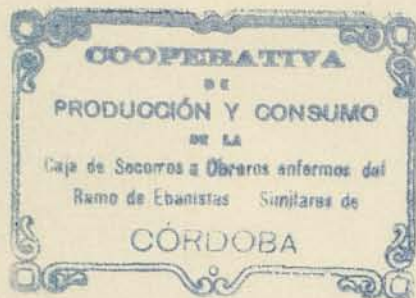 COOPERATIVA
DE
PRODUCCIÓN Y CONSUMO
DE LA
Caja de Socorros a Obreros enfermos del
Ramo de Ebanistas Similares de
CÓRDOBA